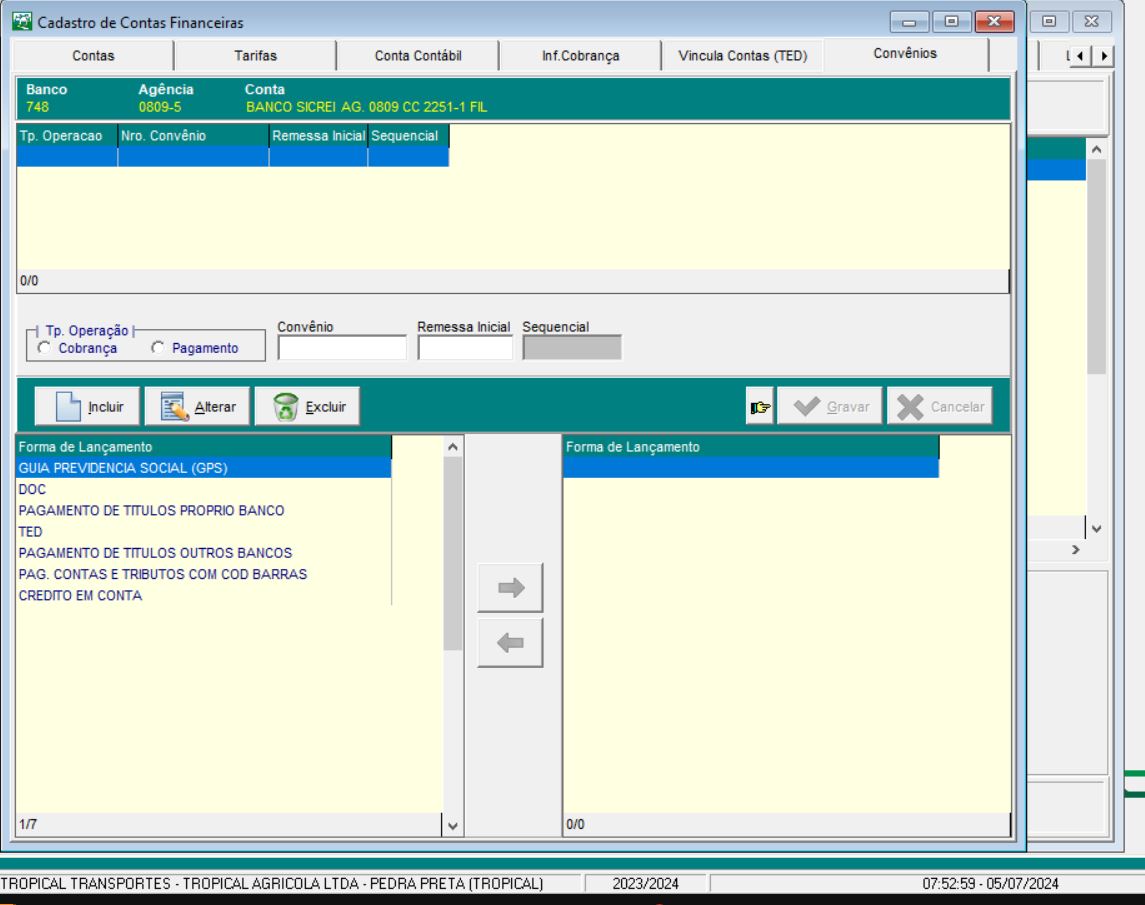 Cadastro de Contas Financeiras
Contas Tarifas Conta Contábil Inf.Cobrança Vincula Contas (TED) Convênios
Banco Agência Conta
748 0809-5 BANCO SICREI AG. 0809 CC 2251-1 FIL
Tp. Operacao Nro. Convênio Remessa Inicial Sequencial
0/0
Tp. Operação Convênio Remessa Inicial Sequencial
Cobrança Pagamento
Incluir Alterar Excluir Gravar Cancelar
Forma de Lançamento Forma de Lançamento
GUIA PREVIDENCIA SOCIAL (GPS)
DOC
PAGAMENTO DE TITULOS PROPRIO BANCO
TED
PAGAMENTO DE TITULOS OUTROS BANCOS
PAG. CONTAS E TRIBUTOS COM COD BARRAS
CREDITO EM CONTA
1/7 0/0
TROPICAL TRANSPORTES - TROPICAL AGRICOLA LTDA - PEDRA PRETA (TROPICAL) 2023/2024 07:52:59 - 05/07/2024